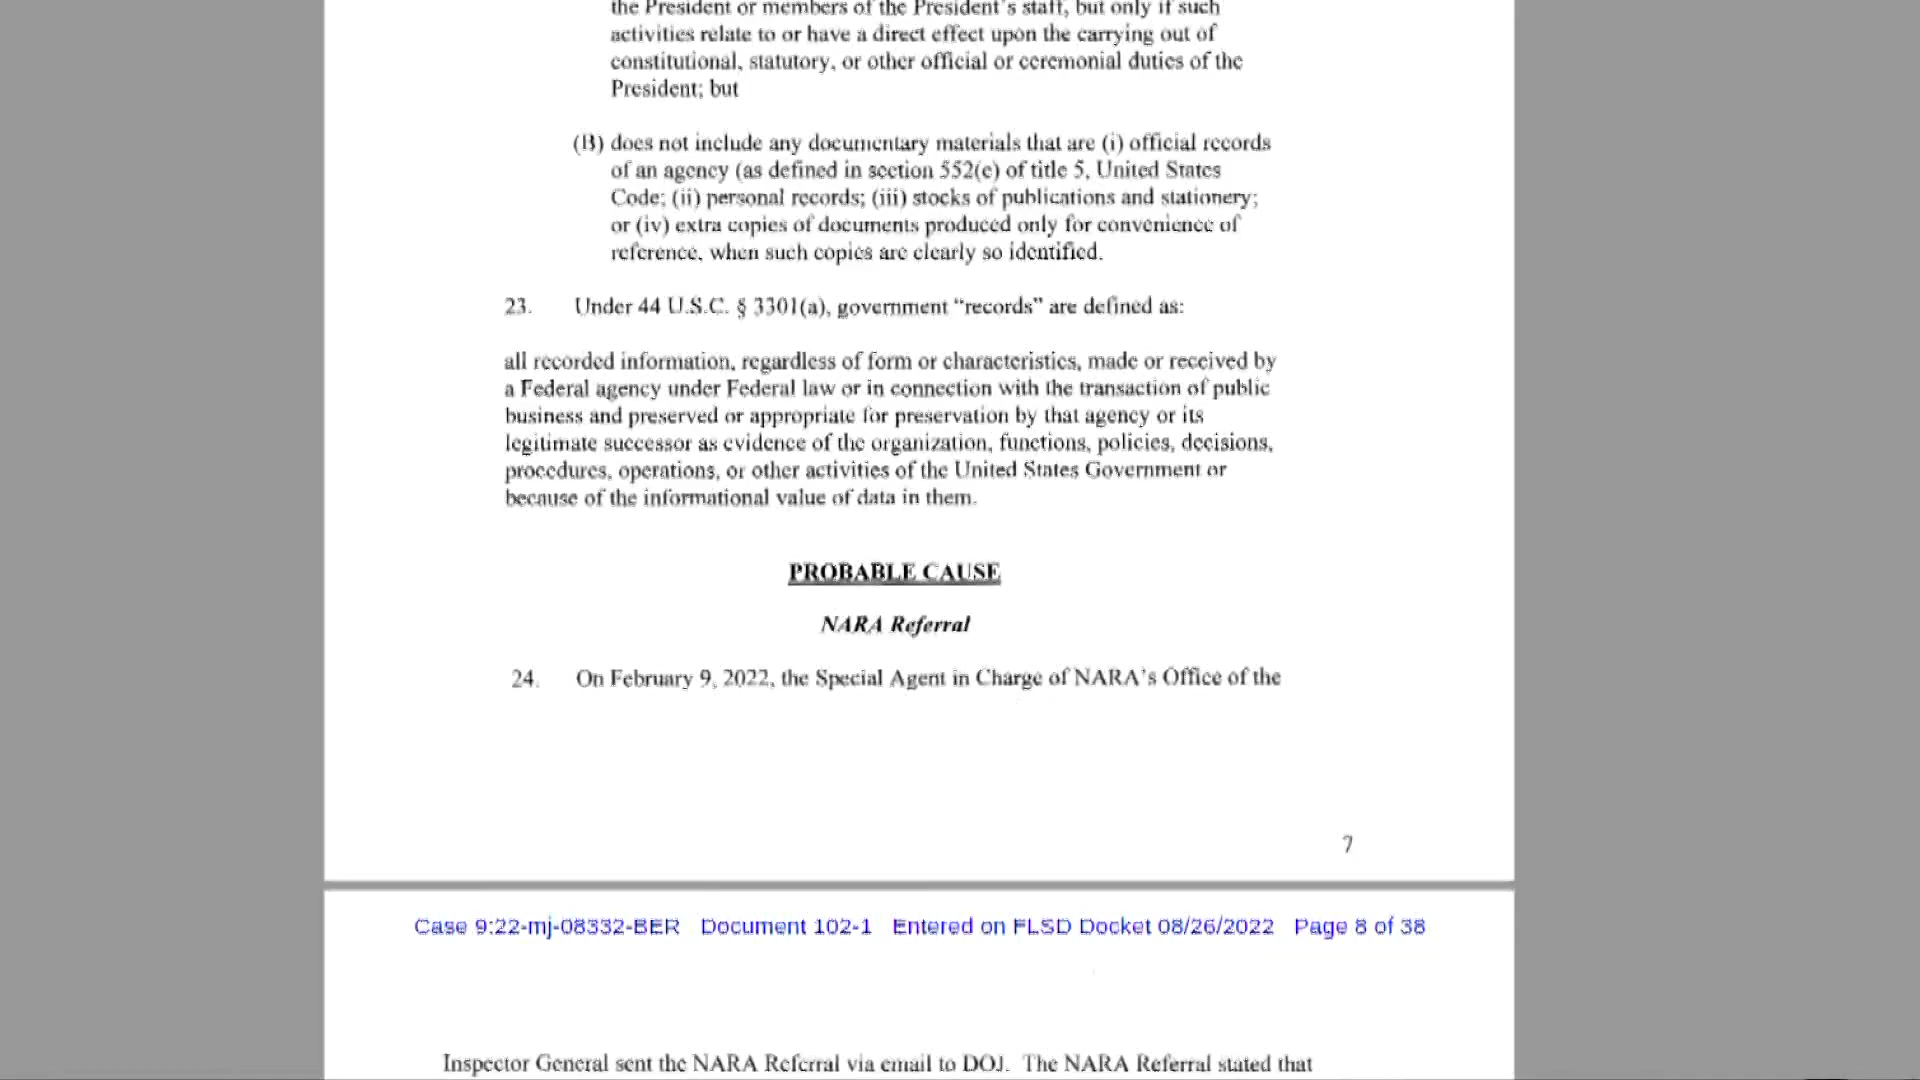 the President or members of the President's staff, but only if such
activities relate to or have a direct effect upon the carrying out of
constitutional, statutory, or other official or ceremonial duties of the
President; but
(B) does not include any documentary materials that are (i) official records
of an agency (as defined in section 552(e) of title 5, United States
Code; (ii) personal records; (iii) stocks of publications and stationery;
or (iv) extra copies of documents produced only for convenience of
reference, when such copies are clearly so identified.
23. Under 44 U.S.C. § 3301(a), government “records” are defined as:
all recorded information, regardless of form or characteristics, made or received by
a Federal agency under Federal law or in connection with the transaction of public
business and preserved or appropriate for preservation by that agency or its
legitimate successor as evidence of the organization, functions, policies, decisions,
procedures, operations, or other activities of the United States Government or
because of the informational value of data in them.
PROBABLE CAUSE
NARA Referral
24. On February 9, 2022, the Special Agent in Charge of NARA's Office of the
7
Case 9:22-mj-08332-BER Document 102-1 Entered on FLSD Docket 08/26/2022 Page 8 of 38
Inspector General sent the NARA Referral via email to DOJ. The NARA Referral stated that